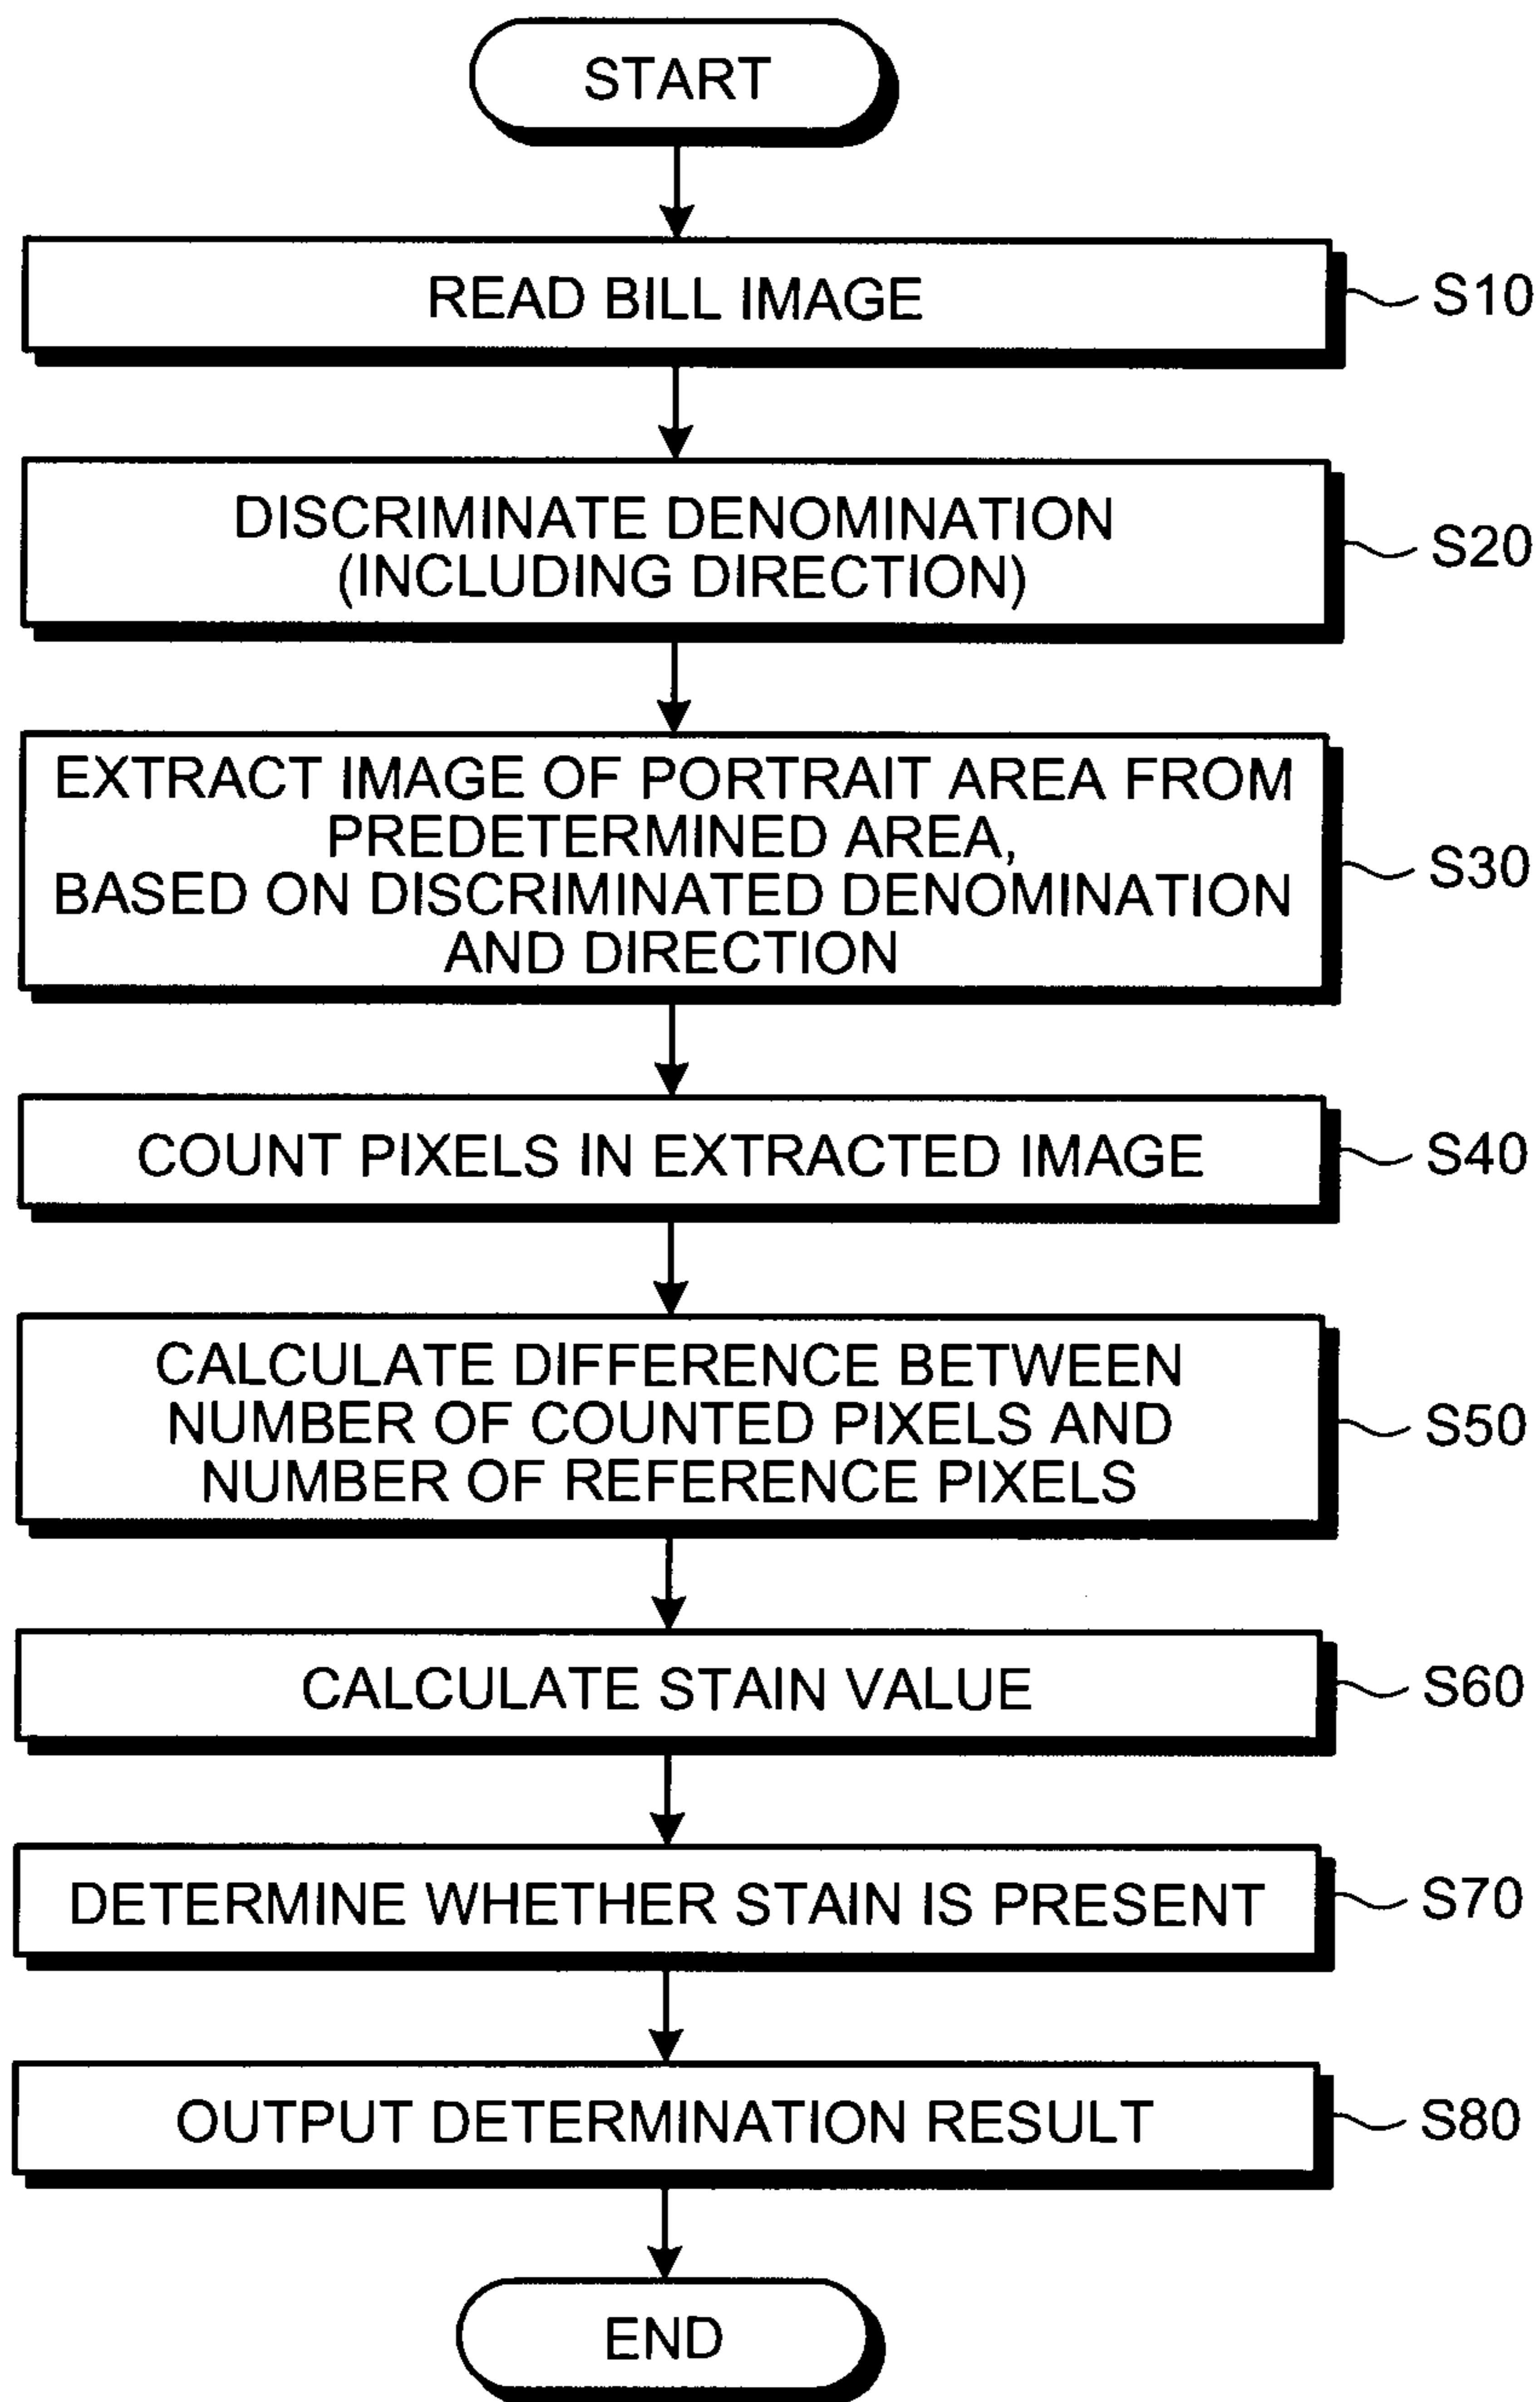 START
READ BILL IMAGE
S10
DISCRIMINATE DENOMINATION
(INCLUDING DIRECTION)
S20
EXTRACT IMAGE OF PORTRAIT AREA FROM
PREDETERMINED AREA,
BASED ON DISCRIMINATED DENOMINATION
AND DIRECTION
S30
COUNT PIXELS IN EXTRACTED IMAGE
S40
CALCULATE DIFFERENCE BETWEEN
NUMBER OF COUNTED PIXELS AND
NUMBER OF REFERENCE PIXELS
S50
CALCULATE STAIN VALUE
S60
DETERMINE WHETHER STAIN IS PRESENT
S70
OUTPUT DETERMINATION RESULT
S80
END